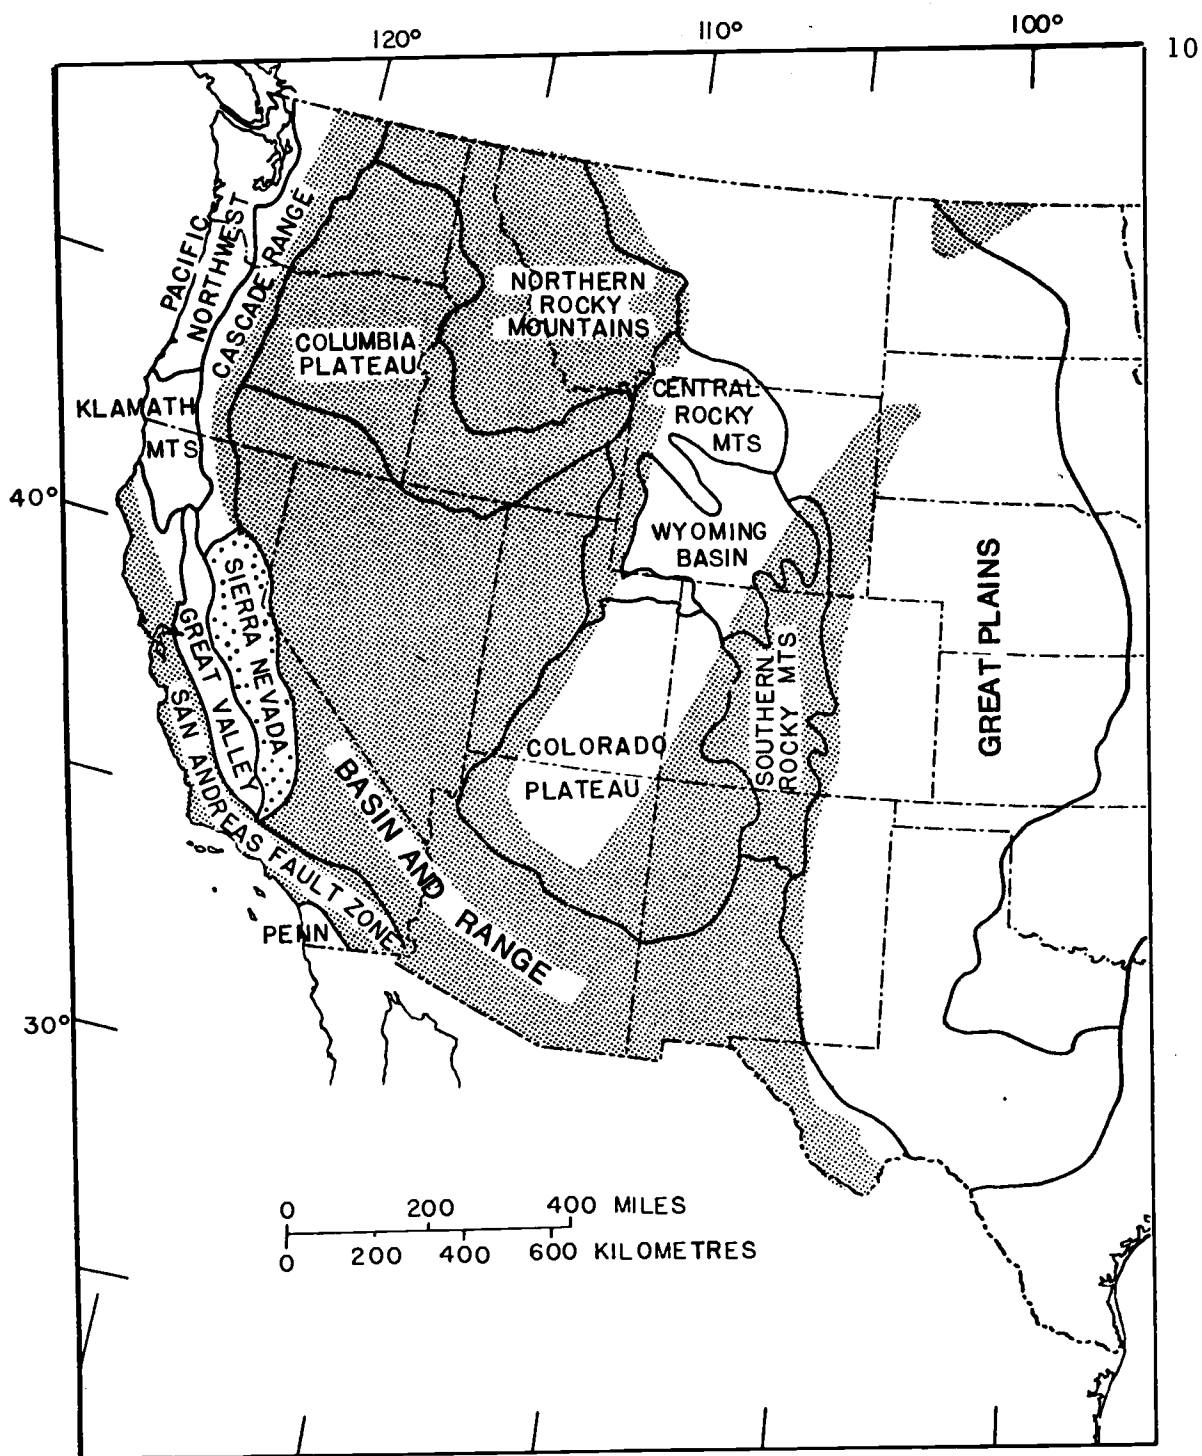 120°
110°
100°
10
PACIFIC
NORTHWEST
CASCADE RANGE
NORTHERN
ROCKY
MOUNTAINS
COLUMBIA
PLATEAU
KLAMATH
MTS
CENTRAL
ROCKY
MTS
40°
WYOMING
BASIN
SIERRA NEVADA
GREAT VALLEY
SAN ANDREAS FAULT ZONE
GREAT PLAINS
SOUTHERN
ROCKY MTS
COLORADO
PLATEAU
BASIN AND RANGE
PENN
30°
0 200 400 MILES
0 200 400 600 KILOMETRES